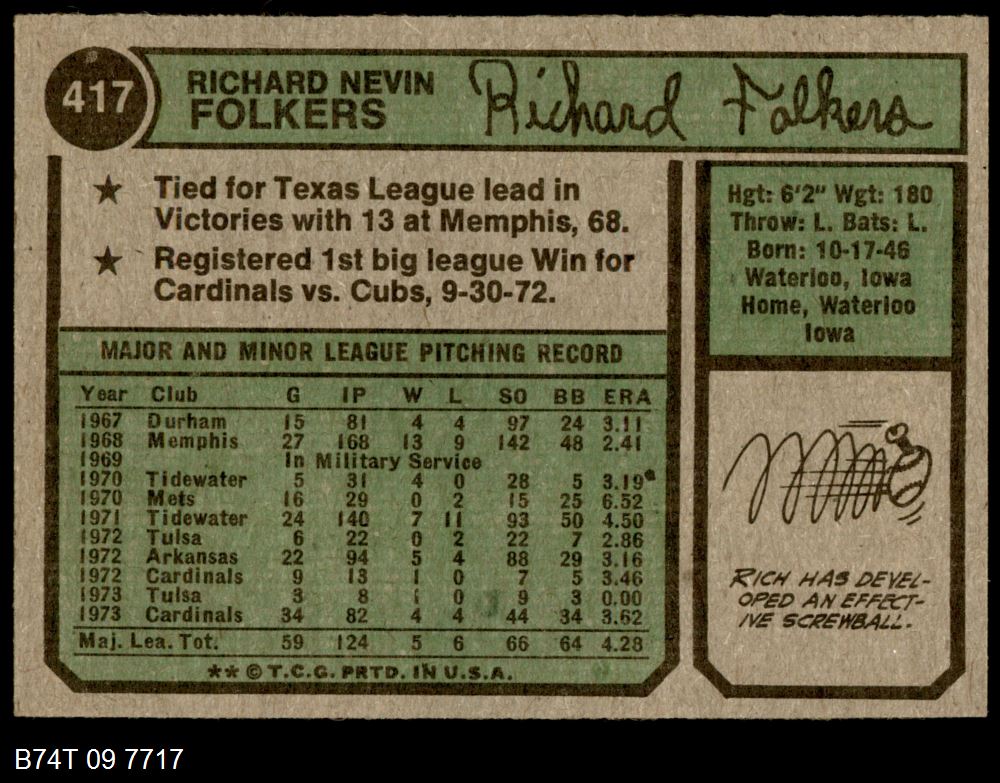 417
RICHARD NEVIN
FOLKERS
Richard Folkers
★ Tied for Texas League lead in
Victories with 13 at Memphis, 68.
★ Registered 1st big league Win for
Cardinals vs. Cubs, 9-30-72.
Hgt: 6'2" Wgt: 180
Throw: L. Bats: L.
Born: 10-17-46
Waterloo, Iowa
Home, Waterloo
Iowa
MAJOR AND MINOR LEAGUE PITCHING RECORD
Year Club G IP W L SO BB ERA
1967 Durham 15 81 4 4 97 24 3.11
1968 Memphis 27 168 13 9 142 48 2.41
1969 In Military Service
1970 Tidewater 5 31 4 0 28 5 3.19
1970 Mets 16 29 0 2 15 25 6.52
1971 Tidewater 24 140 7 11 93 50 4.50
1972 Tulsa 6 22 0 2 22 7 2.86
1972 Arkansas 22 94 5 4 88 29 3.16
1972 Cardinals 9 13 1 0 7 5 3.46
1973 Tulsa 3 8 1 0 9 3 0.00
1973 Cardinals 34 82 4 4 44 34 3.62
Maj. Lea. Tot. 59 124 5 6 66 64 4.28
** © T.C.G. PRTD. IN U.S.A.
RICH HAS DEVEL-
OPED AN EFFECT-
IVE SCREWBALL.
B74T 09 7717